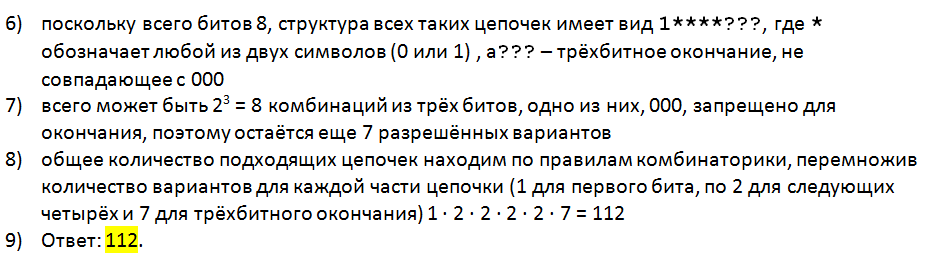 6) поскольку всего битов 8, структура всех таких цепочек имеет вид 1****???, где *
обозначает любой из двух символов (0 или 1) , а??? – трёхбитное окончание, не
совпадающее с 000
7) всего может быть 2³ = 8 комбинаций из трёх битов, одно из них, 000, запрещено для
окончания, поэтому остаётся еще 7 разрешённых вариантов
8) общее количество подходящих цепочек находим по правилам комбинаторики, перемножив
количество вариантов для каждой части цепочки (1 для первого бита, по 2 для следующих
четырёх и 7 для трёхбитного окончания) 1 · 2 · 2 · 2 · 2 · 7 = 112
9) Ответ: 112.